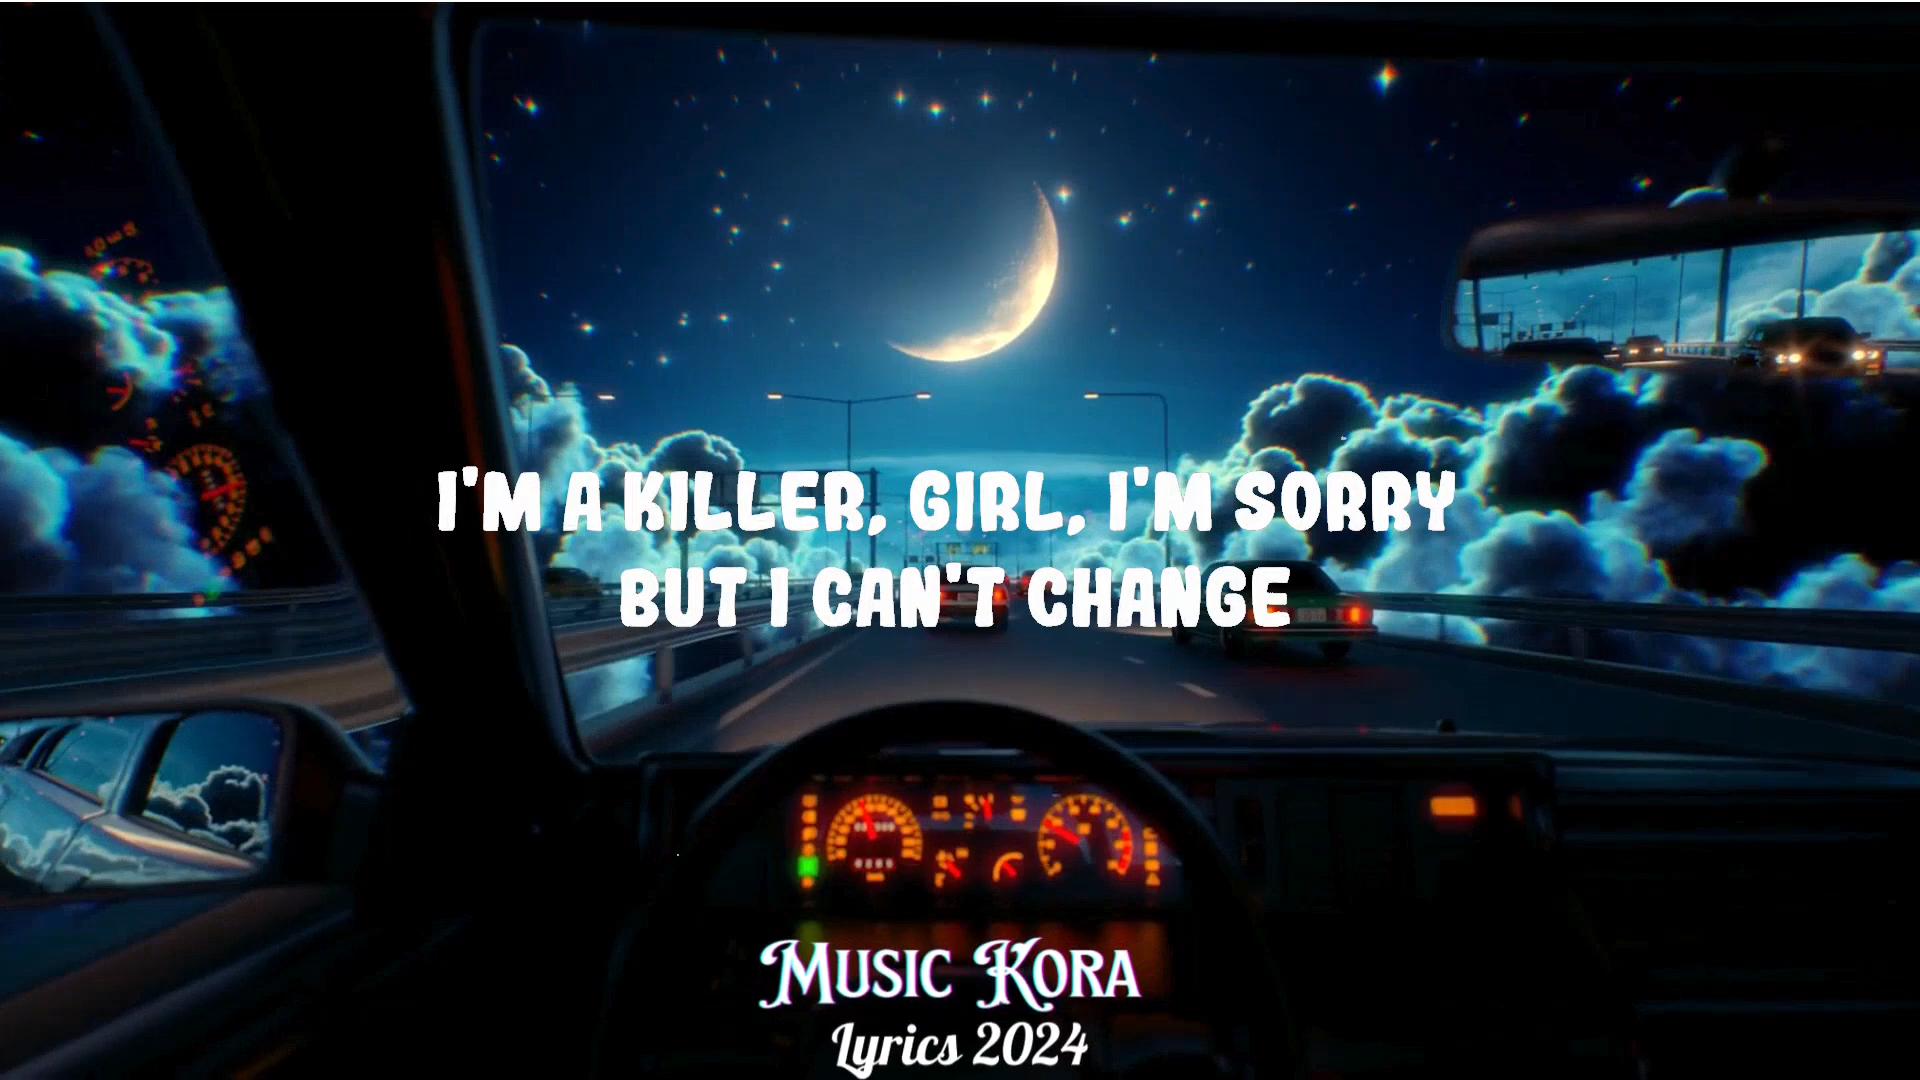 I'M A KILLER, GIRL, I'M SORRY
BUT I CAN'T CHANGE
MUSIC KORA
Lyrics 2024